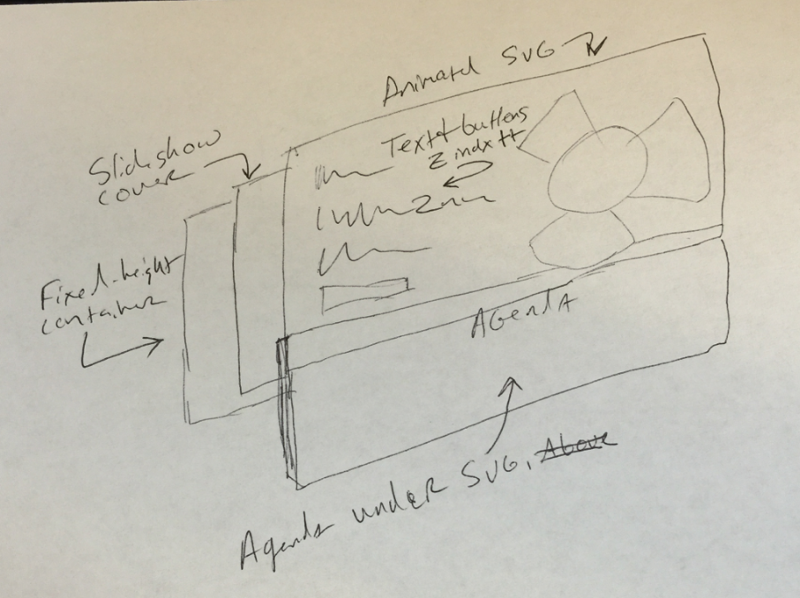 Animated SVG
Text + buttons
Z index ++
Slideshow
cover
Fixed-height
container
Agenda
Agenda under SVG, Above